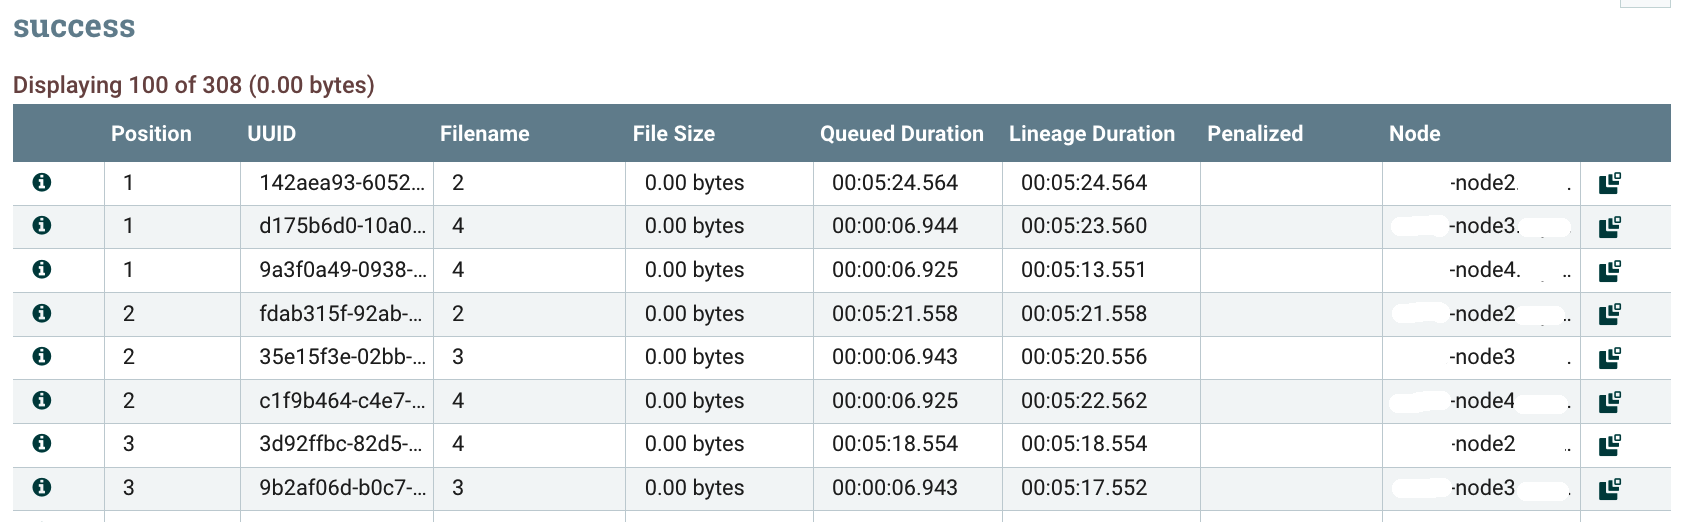 success
Displaying 100 of 308 (0.00 bytes)
Position UUID Filename File Size Queued Duration Lineage Duration Penalized Node
1 142aea93-6052... 2 0.00 bytes 00:05:24.564 00:05:24.564 -node2. .
1 d175b6d0-10a0... 4 0.00 bytes 00:00:06.944 00:05:23.560 -node3.
1 9a3f0a49-0938-... 4 0.00 bytes 00:00:06.925 00:05:13.551 -node4. ..
2 fdab315f-92ab-... 2 0.00 bytes 00:05:21.558 00:05:21.558 -node2 ..
2 35e15f3e-02bb-... 3 0.00 bytes 00:00:06.943 00:05:20.556 -node3 .
2 c1f9b464-c4e7-... 4 0.00 bytes 00:00:06.925 00:05:22.562 -node4 .
3 3d92ffbc-82d5-... 4 0.00 bytes 00:05:18.554 00:05:18.554 -node2 ..
3 9b2af06d-b0c7-... 3 0.00 bytes 00:00:06.943 00:05:17.552 -node3 .